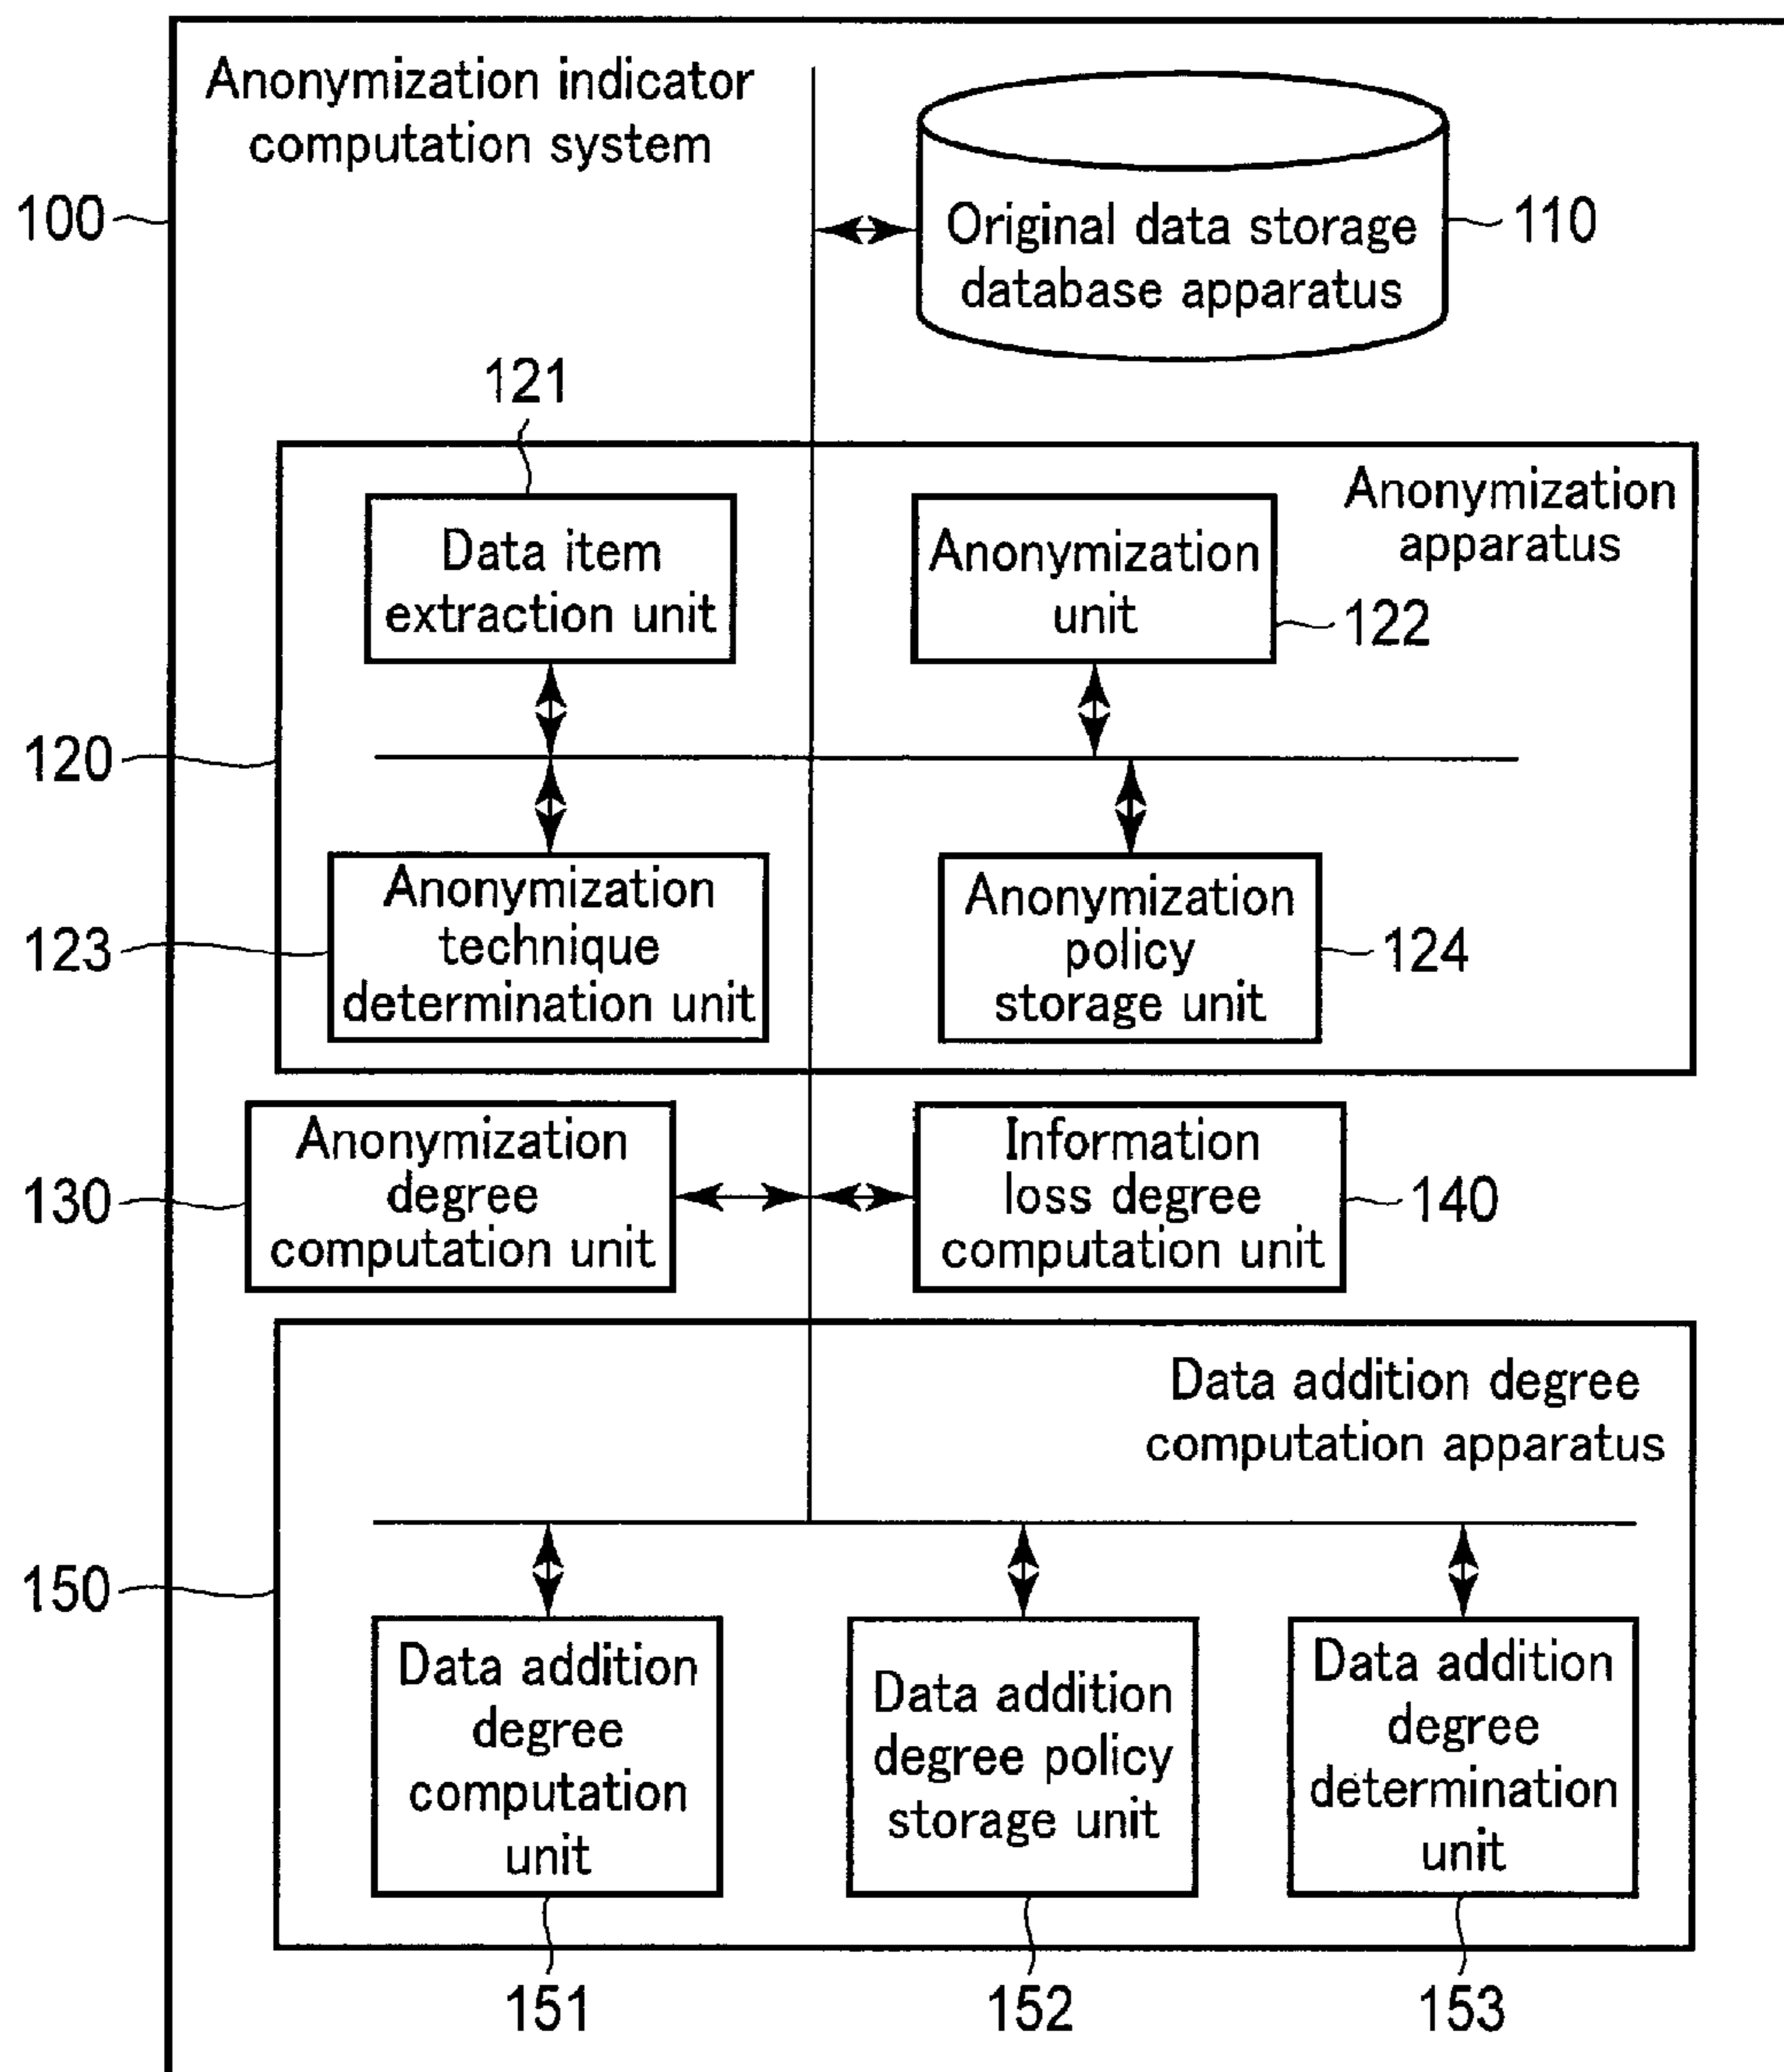 Anonymization indicator
computation system
100
Original data storage
database apparatus
110
121
Anonymization
apparatus
Data item
extraction unit
Anonymization
unit
122
120
Anonymization
technique
determination unit
123
Anonymization
policy
storage unit
124
Anonymization
degree
computation unit
130
Information
loss degree
computation unit
140
Data addition degree
computation apparatus
150
Data addition
degree
computation
unit
Data addition
degree policy
storage unit
Data addition
degree
determination
unit
151
152
153